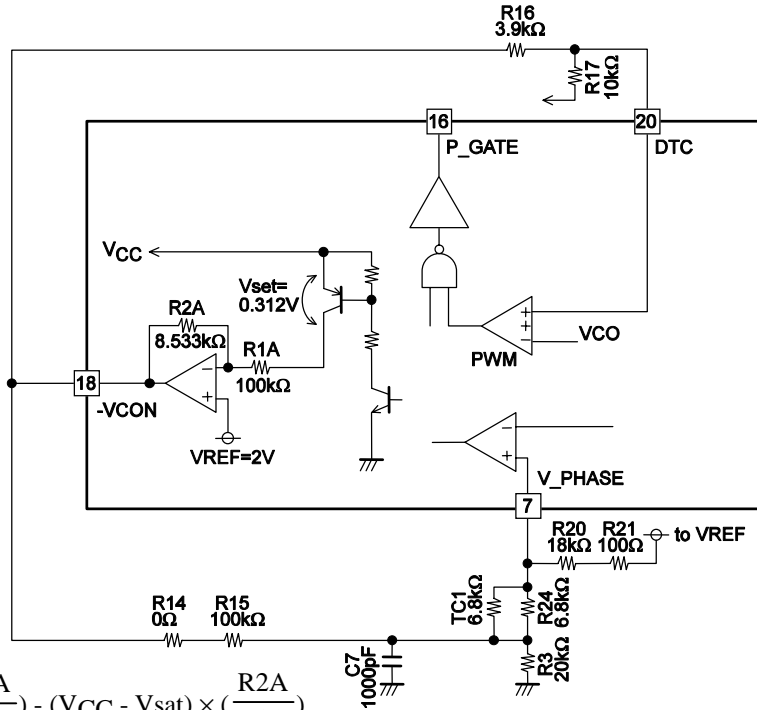 R16
3.9kΩ
R17
10kΩ
16
P_GATE
20
DTC
VCC
Vset=
0.312V
R2A
8.533kΩ
R1A
100kΩ
-
+
VREF=2V
18
-VCON
+
+
-
PWM
VCO
-
+
V_PHASE
7
R20
18kΩ
R21
100Ω
to VREF
TC1
6.8kΩ
R24
6.8kΩ
R14
0Ω
R15
100kΩ
C7
1000pF
R3
20kΩ
) - (VCC - Vsat) × (R2A
)